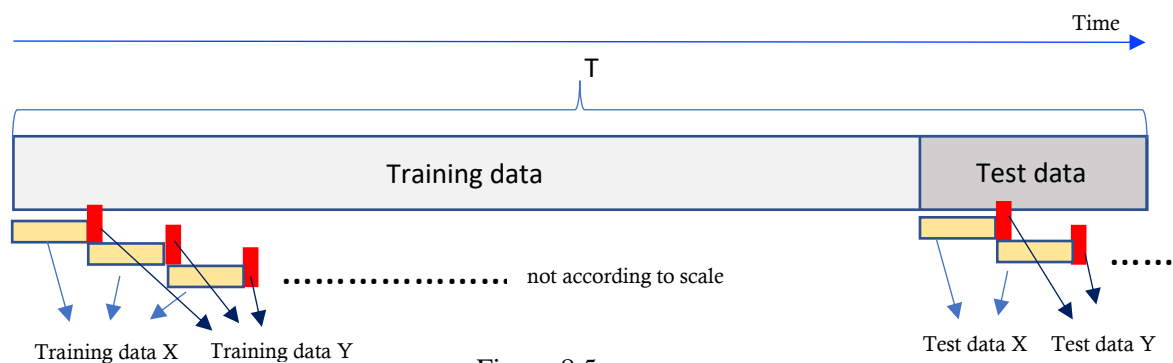 Time
T
Training data
Test data
not according to scale
Training data X
Training data Y
Test data X
Test data Y